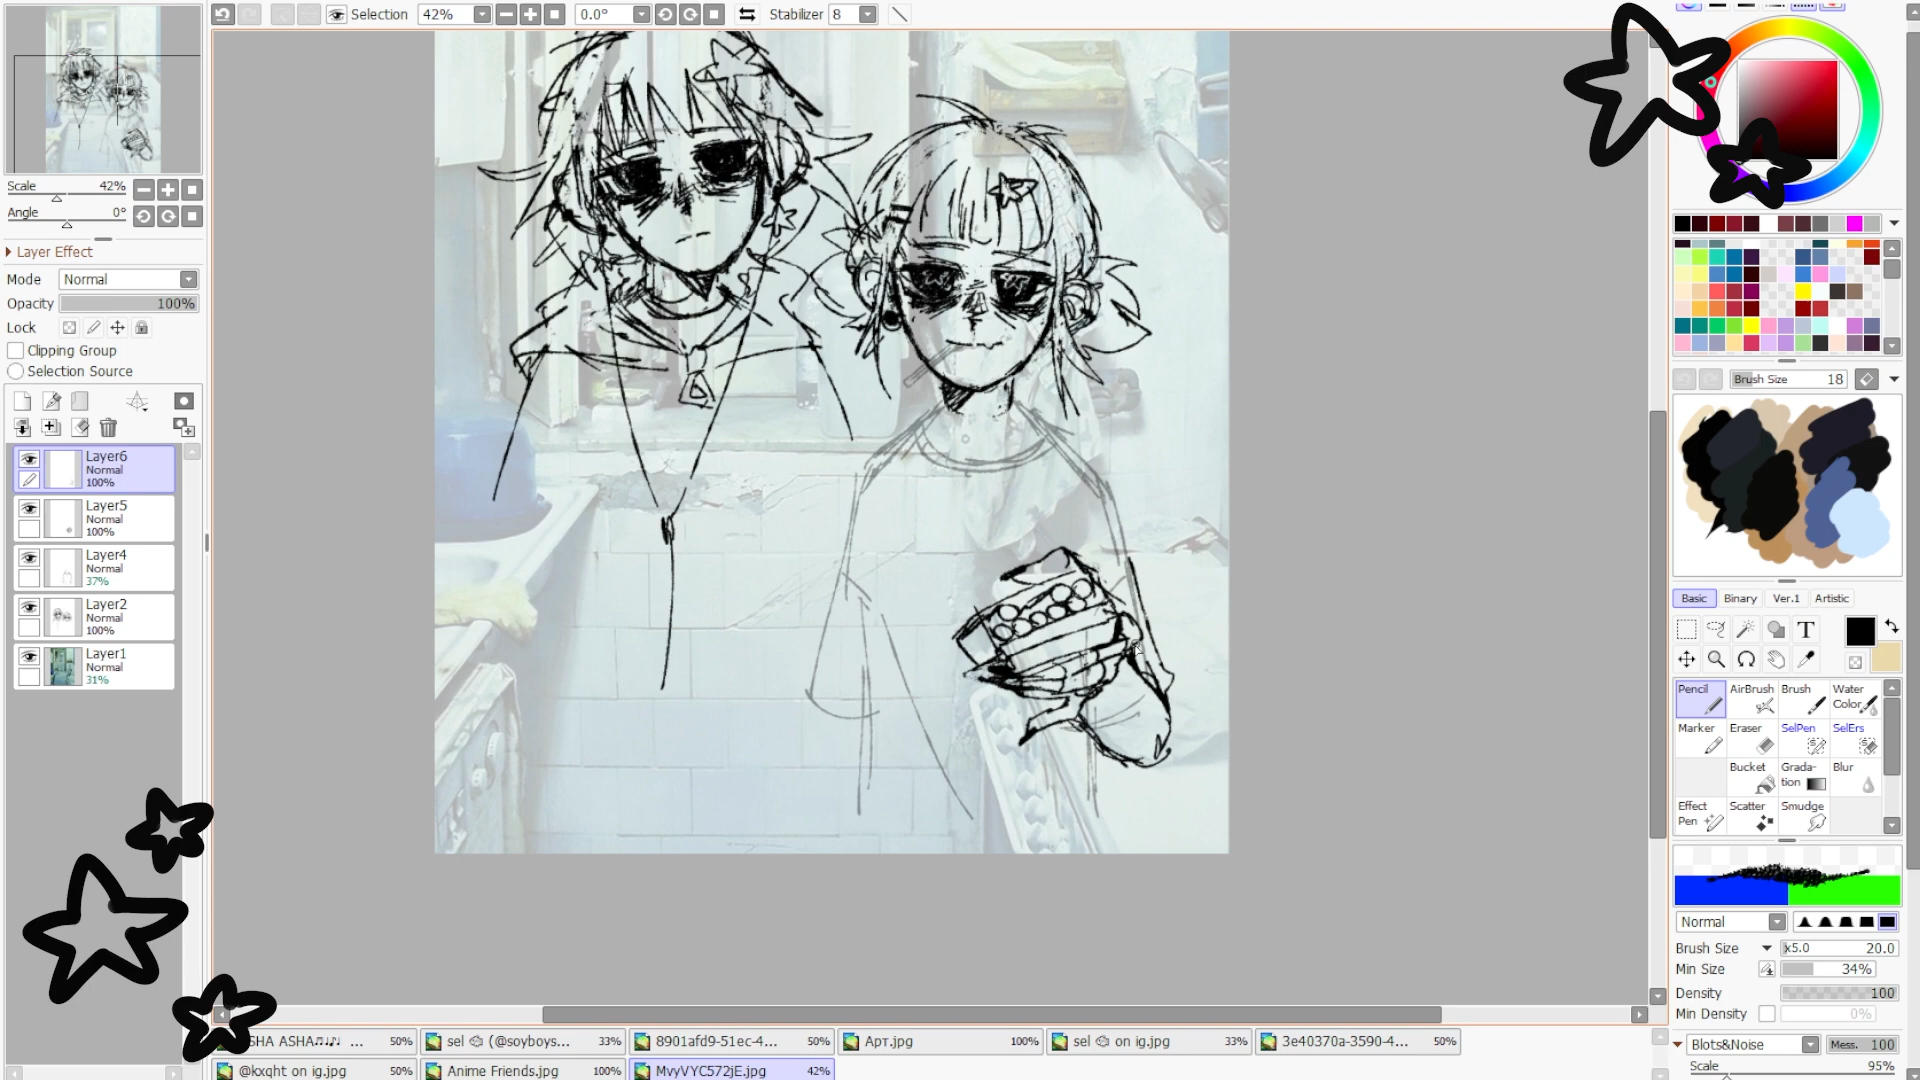 Selection 42% 0.0° Stabilizer 8
Scale 42%
Angle 0°
Layer Effect
Mode Normal
Opacity 100%
Lock
Clipping Group
Selection Source
Layer6
Normal
100%
Layer5
Normal
100%
Layer4
Normal
37%
Layer2
Normal
100%
Layer1
Normal
31%
Brush Size 18
Basic Binary Ver.1 Artistic
T
Pencil AirBrush Brush Water Color
Marker Eraser SelPen SelErs
Bucket Grada-tion Blur
Effect Pen Scatter Smudge
Normal
Brush Size x5.0 20.0
Min Size 34%
Density 100
Min Density 0%
Blots&Noise Mess. 100
Scale 95%
SHA ASHA ... 50% sel (@soyboys... 33% 8901afd9-51ec-4... 50% Арт.jpg 100% sel on ig.jpg 33% 3e40370a-3590-4... 50%
@kxqht on ig.jpg 50% Anime Friends.jpg 100% MvyVYC572jE.jpg 42%